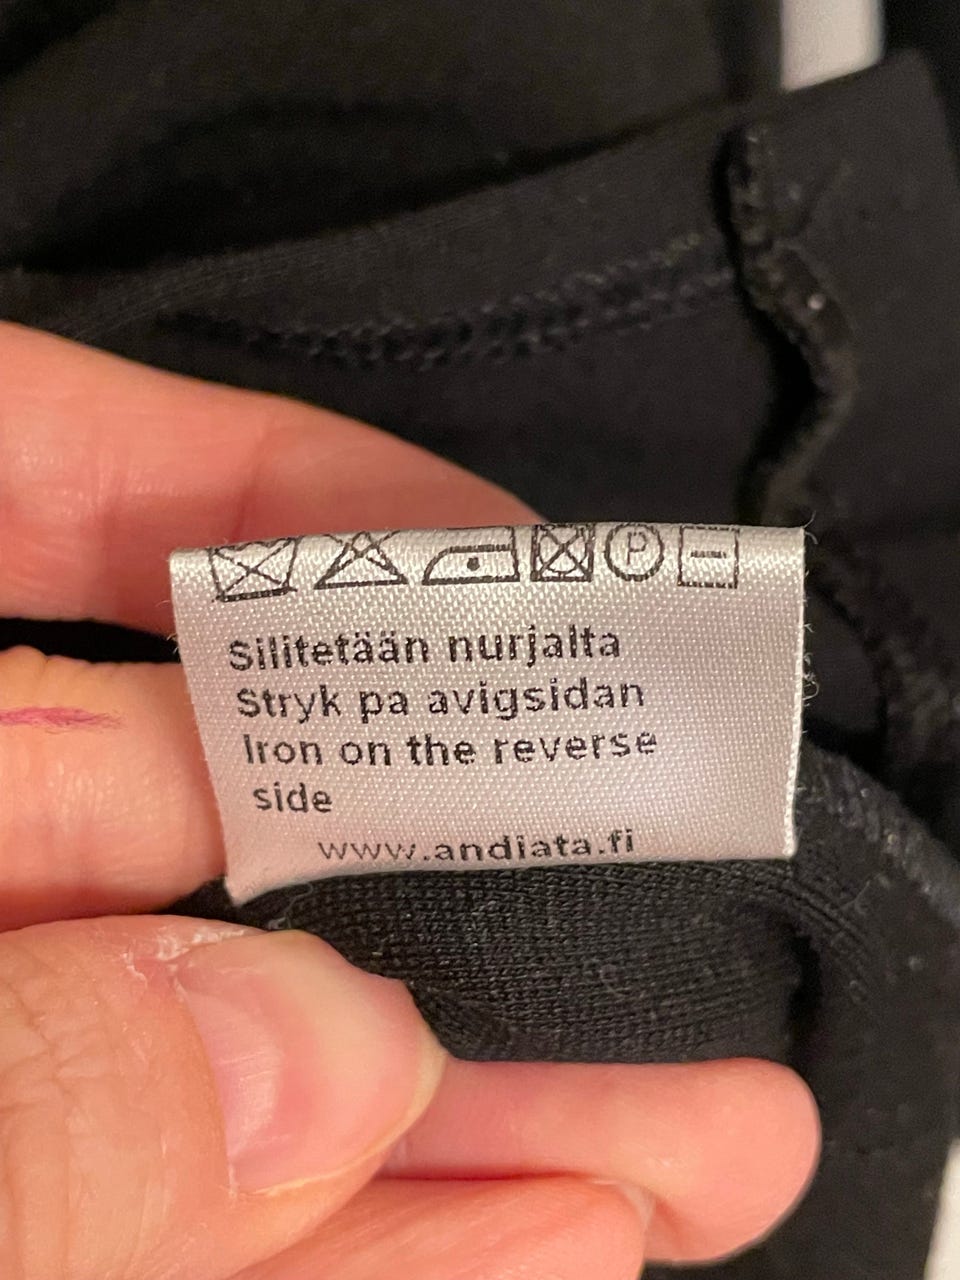 P
Silitetään nurjalta
Stryk pa avigsidan
Iron on the reverse
side
www.andiata.fi